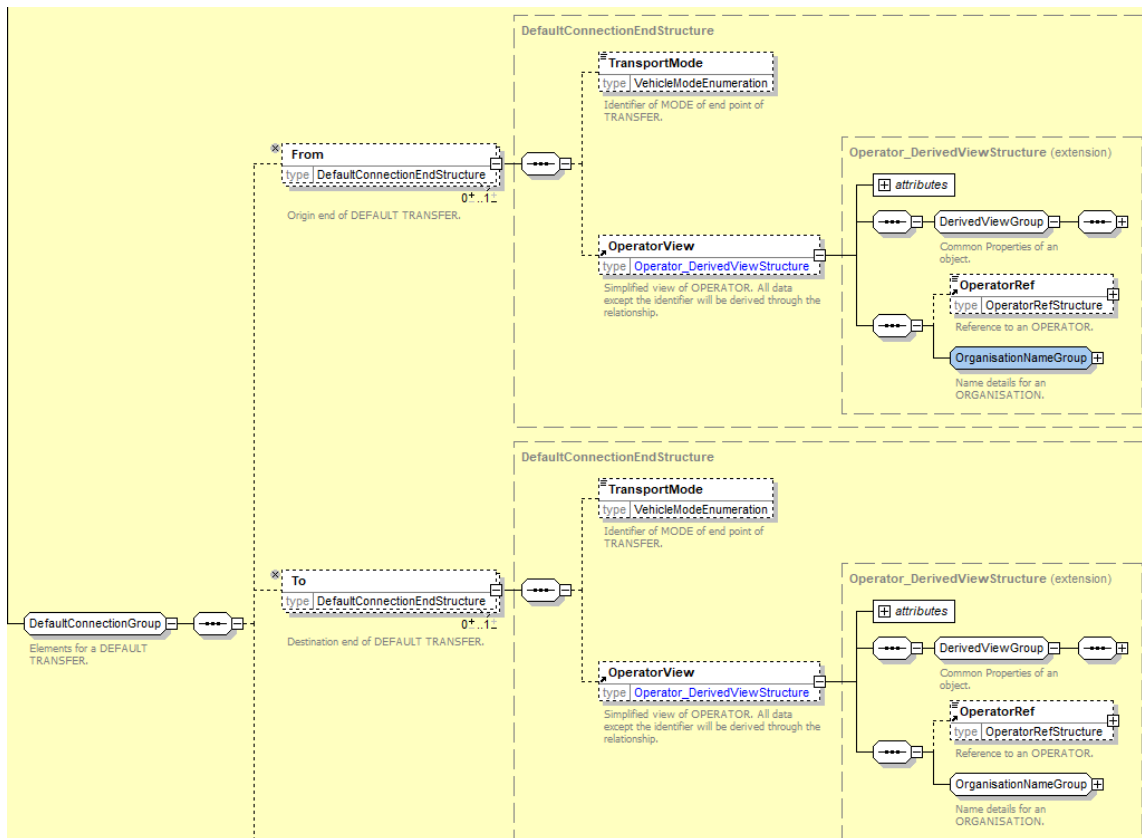 DefaultConnectionEndStructure
TransportMode
type VehicleModeEnumeration
Identifier of MODE of end point of
TRANSFER.
From
type DefaultConnectionEndStructure
0..1
Origin end of DEFAULT TRANSFER.
OperatorView
type Operator_DerivedViewStructure
Simplified view of OPERATOR. All data
except the identifier will be derived through the
relationship.
Operator_DerivedViewStructure (extension)
attributes
DerivedViewGroup
Common Properties of an
object.
OperatorRef
type OperatorRefStructure
Reference to an OPERATOR.
OrganisationNameGroup
Name details for an
ORGANISATION.
DefaultConnectionEndStructure
TransportMode
type VehicleModeEnumeration
Identifier of MODE of end point of
TRANSFER.
To
type DefaultConnectionEndStructure
0..1
Destination end of DEFAULT TRANSFER.
DefaultConnectionGroup
Elements for a DEFAULT
TRANSFER.
OperatorView
type Operator_DerivedViewStructure
Simplified view of OPERATOR. All data
except the identifier will be derived through the
relationship.
Operator_DerivedViewStructure (extension)
attributes
DerivedViewGroup
Common Properties of an
object.
OperatorRef
type OperatorRefStructure
Reference to an OPERATOR.
OrganisationNameGroup
Name details for an
ORGANISATION.